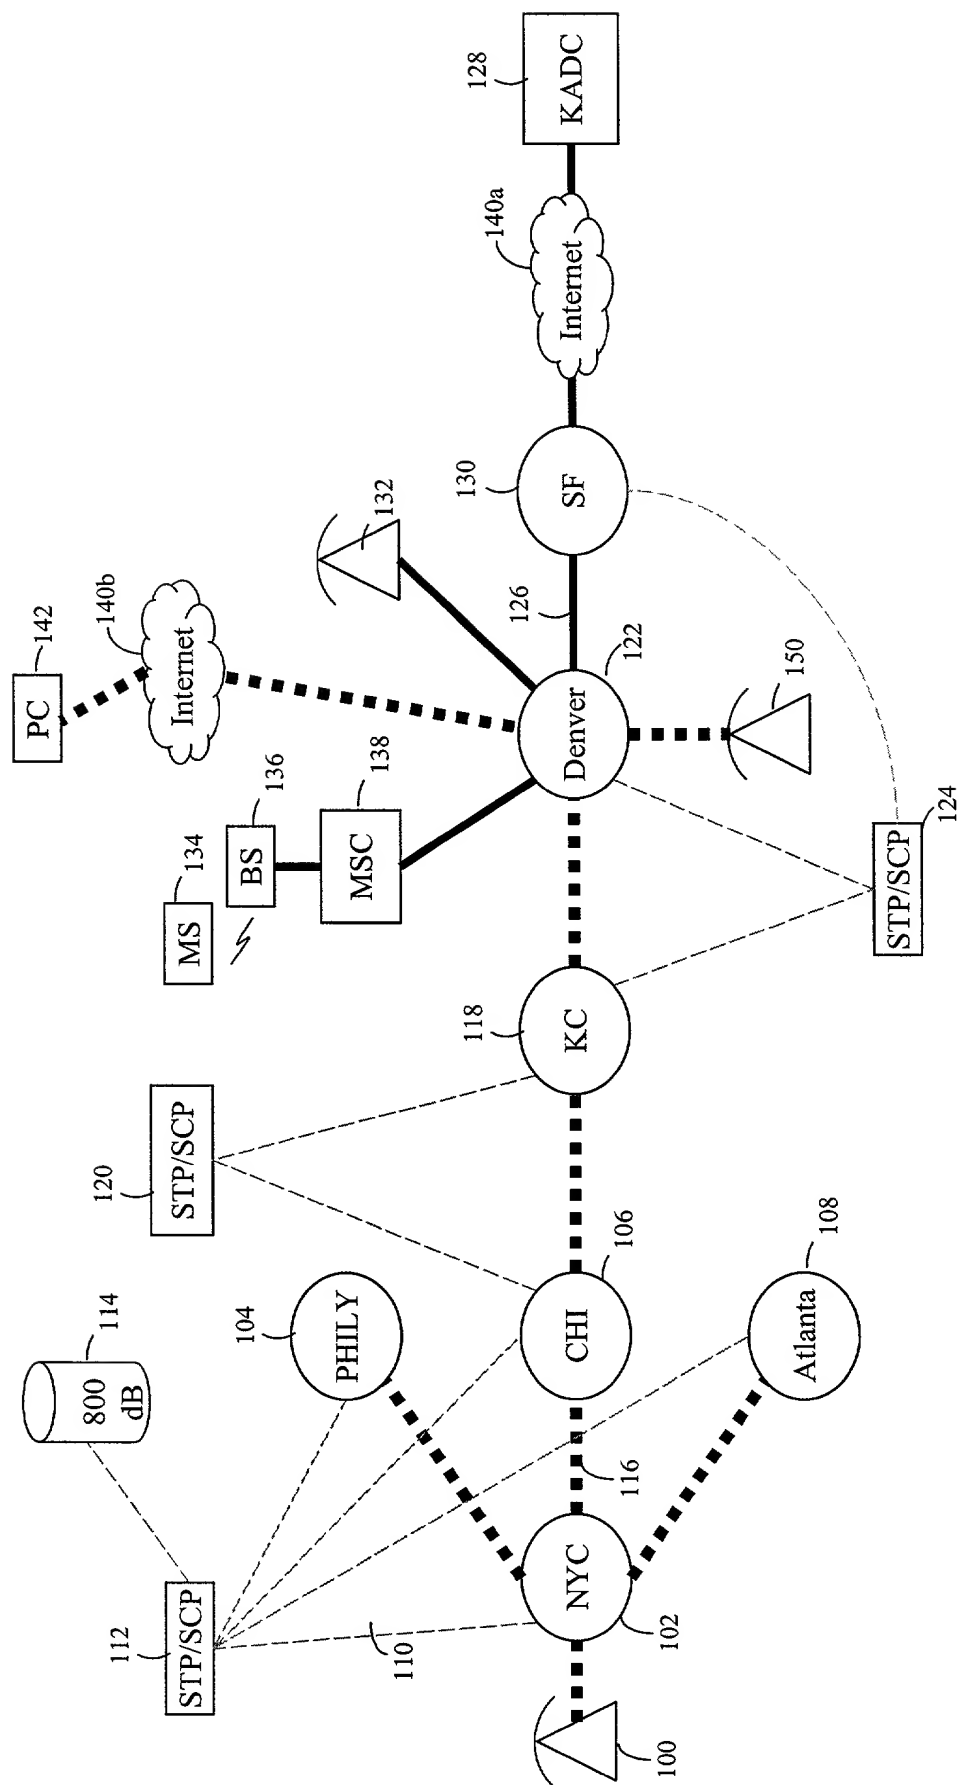 800
dB
114
STP/SCP
112
110
PHILY
104
STP/SCP
120
NYC
102
100
116
CHI
106
Atlanta
108
KC
118
MS
134
BS
136
MSC
138
PC
142
Internet
140b
132
Denver
122
150
STP/SCP
124
126
SF
130
Internet
140a
KADC
128